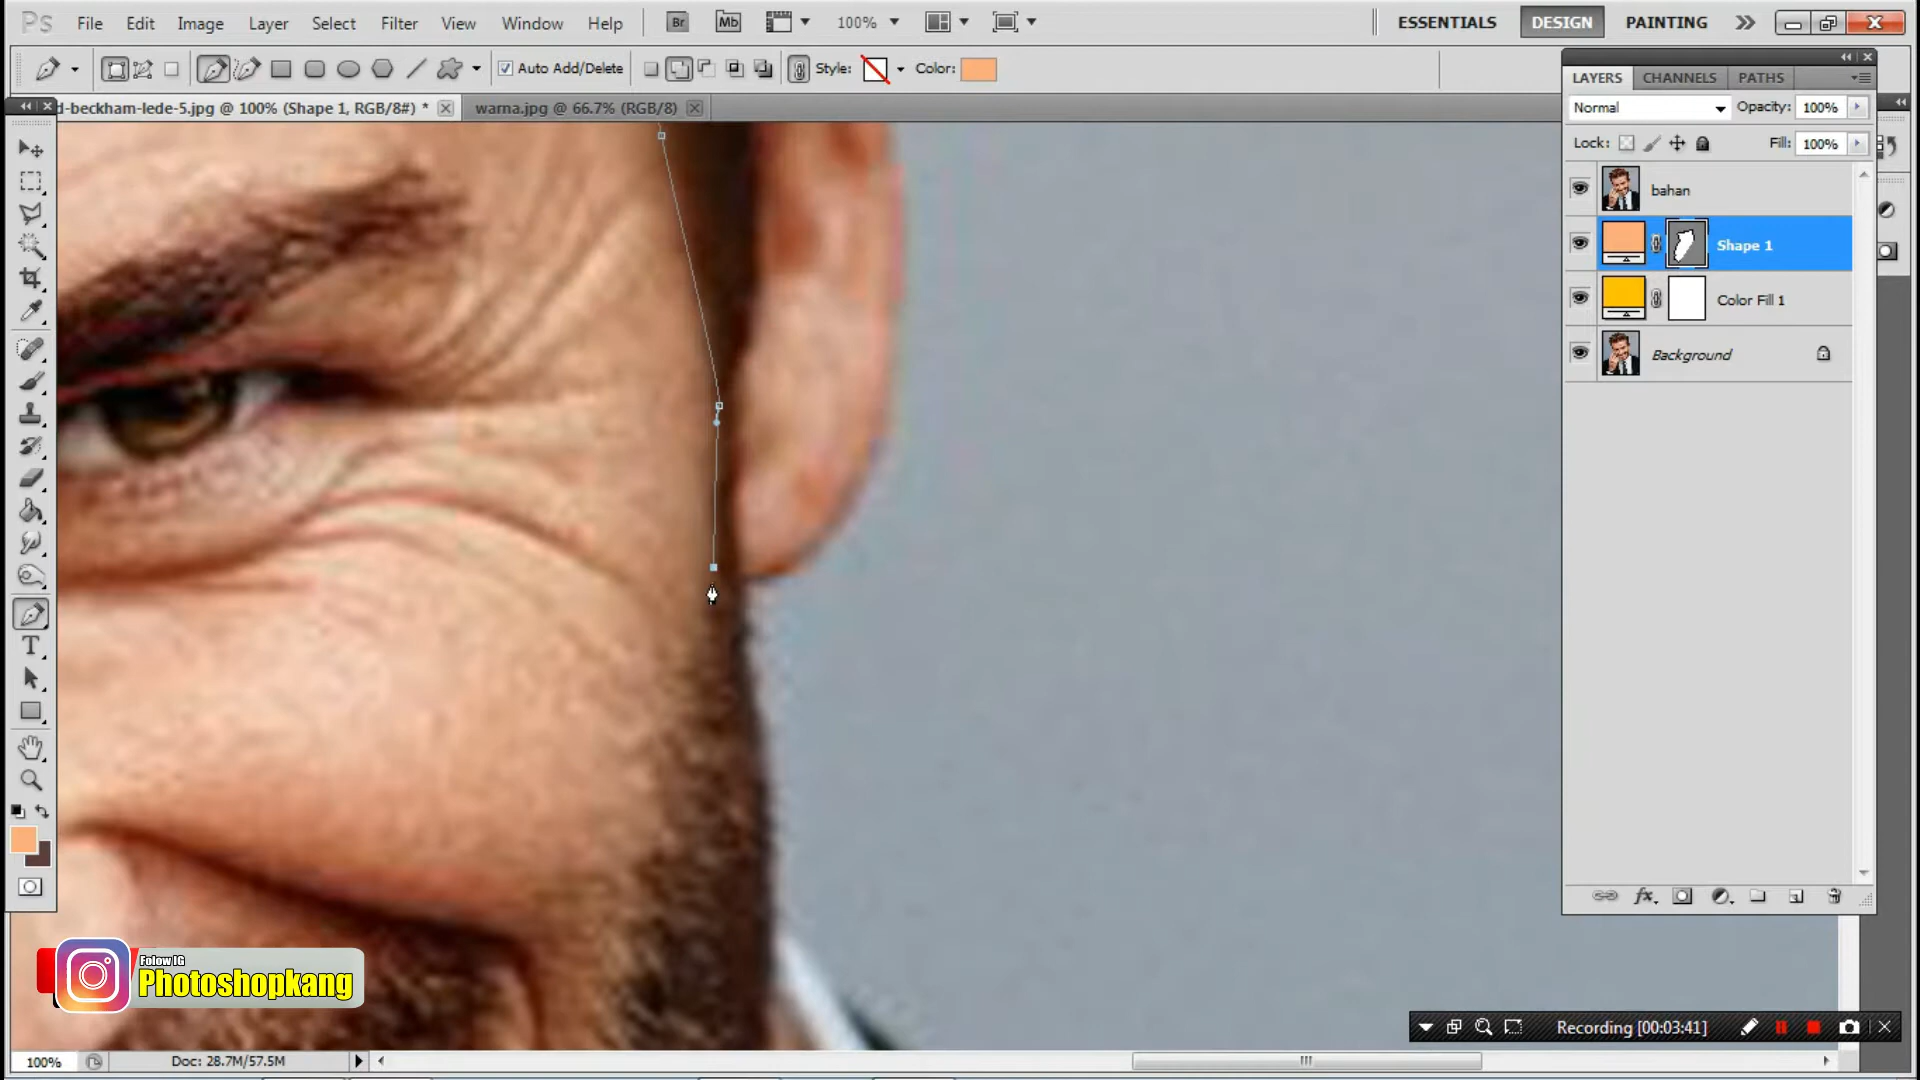 Ps File Edit Image Layer Select Filter View Window Help Br Mb 100% ESSENTIALS DESIGN PAINTING
Auto Add/Delete Style: Color:
d-beckham-lede-5.jpg @ 100% (Shape 1, RGB/8#) * warna.jpg @ 66.7% (RGB/8)
LAYERS CHANNELS PATHS
Normal Opacity: 100%
Lock: Fill: 100%
bahan
Shape 1
Color Fill 1
Background
T
fx
Folow IG
Photoshopkang
Recording [00:03:41]
100% Doc: 28.7M/57.5M